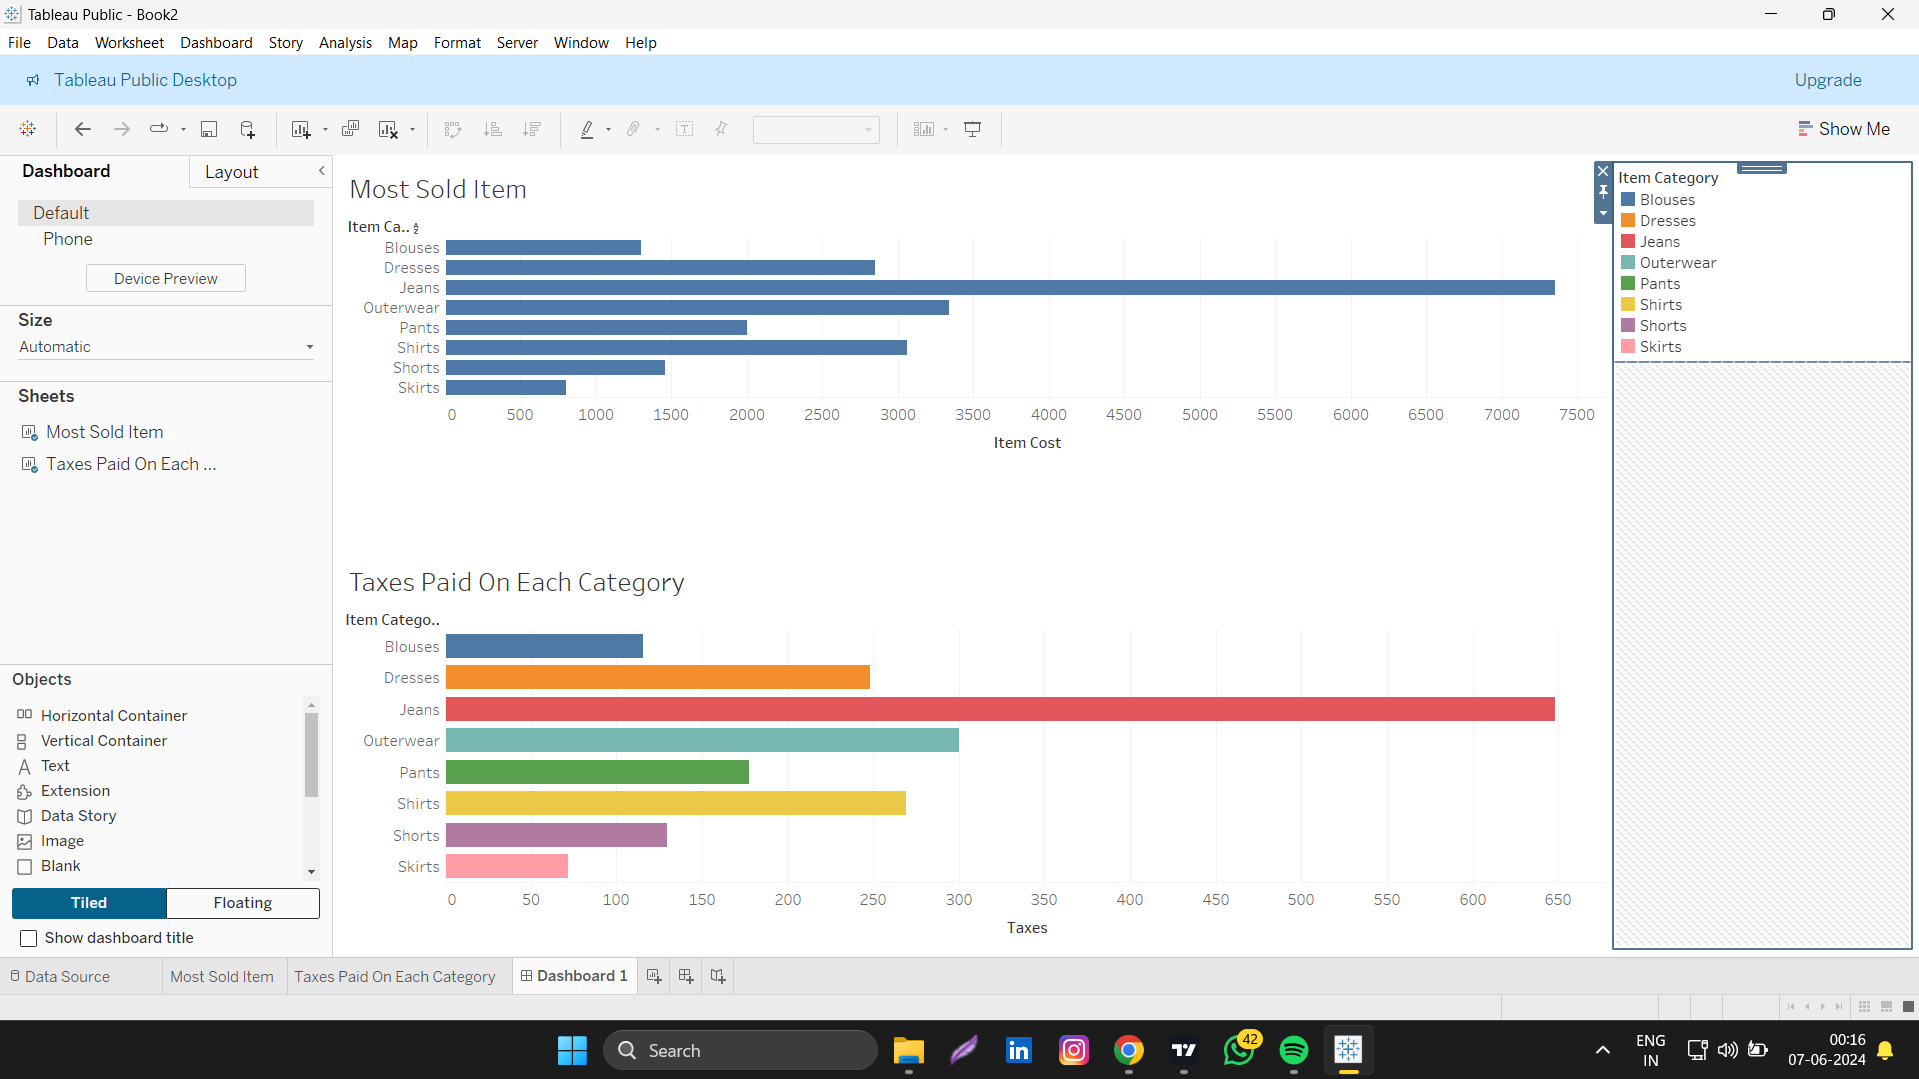 Tableau Public - Book2
File Data Worksheet Dashboard Story Analysis Map Format Server Window Help
Tableau Public Desktop
Upgrade
Show Me
Dashboard
Layout
Default
Phone
Device Preview
Size
Automatic
Sheets
Most Sold Item
Taxes Paid On Each ...
Objects
Horizontal Container
Vertical Container
Text
Extension
Data Story
Image
Blank
Tiled Floating
Show dashboard title
Most Sold Item
Item Ca..
Blouses
Dresses
Jeans
Outerwear
Pants
Shirts
Shorts
Skirts
0 500 1000 1500 2000 2500 3000 3500 4000 4500 5000 5500 6000 6500 7000 7500
Item Cost
Taxes Paid On Each Category
Item Catego..
Blouses
Dresses
Jeans
Outerwear
Pants
Shirts
Shorts
Skirts
0 50 100 150 200 250 300 350 400 450 500 550 600 650
Taxes
Item Category
Blouses
Dresses
Jeans
Outerwear
Pants
Shirts
Shorts
Skirts
Data Source Most Sold Item Taxes Paid On Each Category Dashboard 1
Search
42
ENG
IN
00:16
07-06-2024